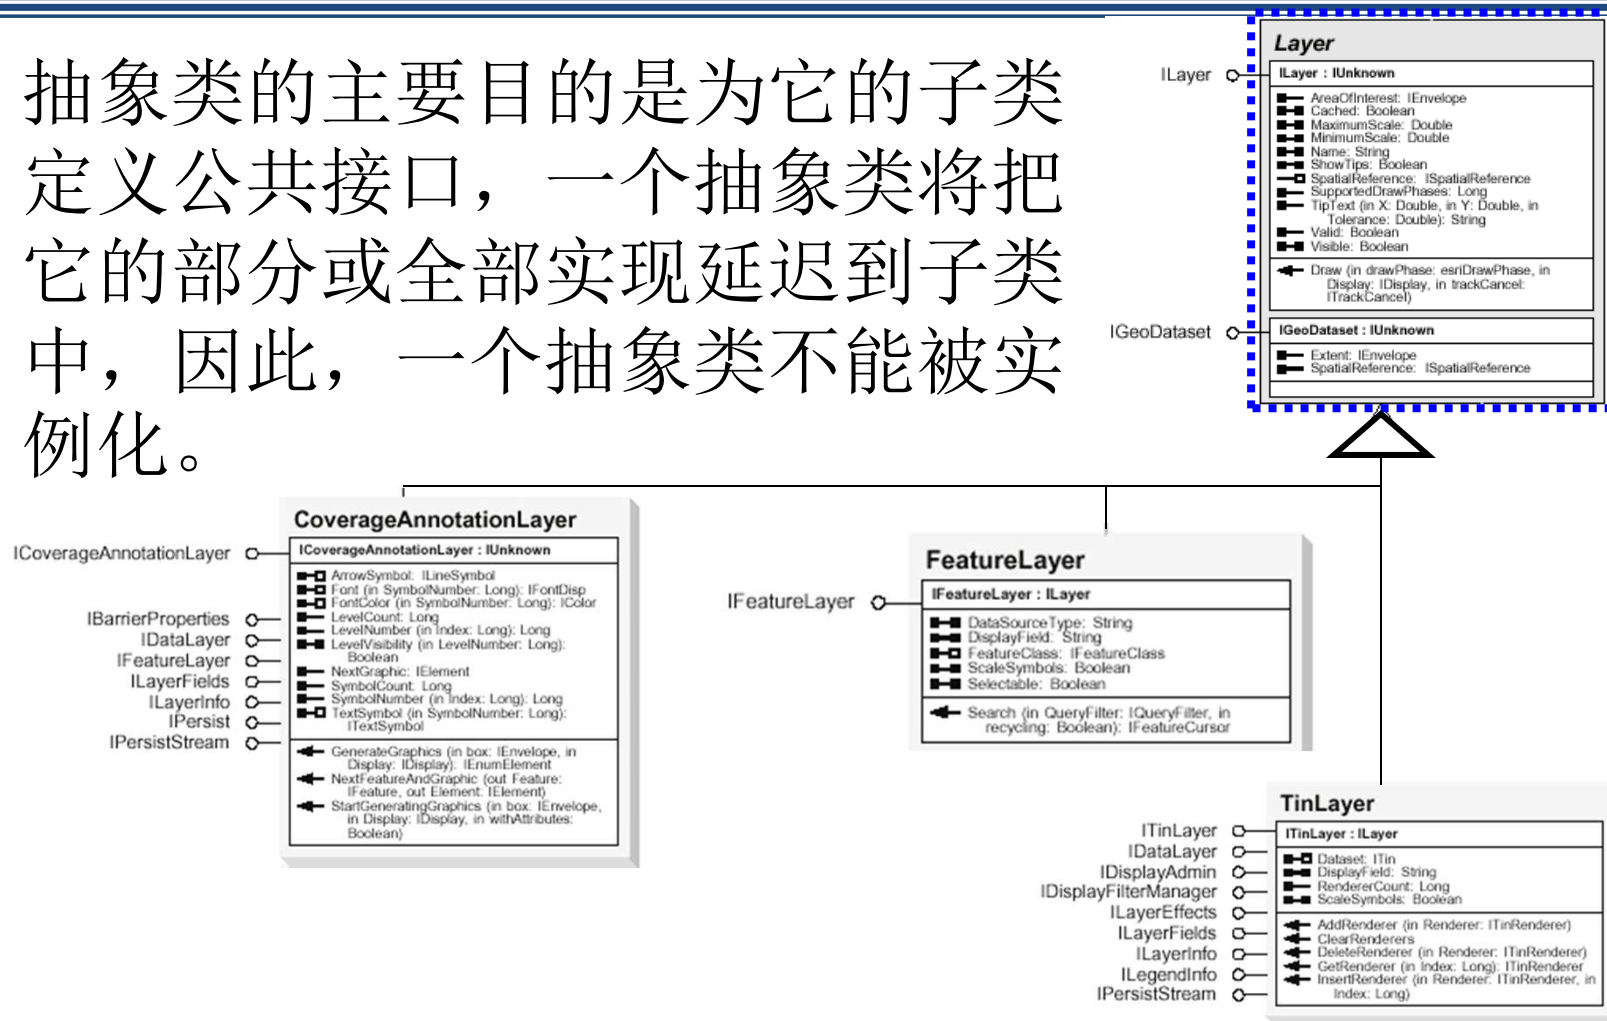 抽象类的主要目的是为它的子类
定义公共接口，一个抽象类将把
它的部分或全部实现延迟到子类
中，因此，一个抽象类不能被实
例化。
Layer
ILayer
ILayer : IUnknown
AreaOfInterest: IEnvelope
Cached: Boolean
MaximumScale: Double
MinimumScale: Double
Name: String
ShowTips: Boolean
SpatialReference: ISpatialReference
SupportedDrawPhases: Long
TipText (in X: Double, in Y: Double, in
Tolerance: Double): String
Valid: Boolean
Visible: Boolean
Draw (in drawPhase: esriDrawPhase, in
Display: IDisplay, in trackCancel:
ITrackCancel)
IGeoDataset
IGeoDataset : IUnknown
Extent: IEnvelope
SpatialReference: ISpatialReference
CoverageAnnotationLayer
ICoverageAnnotationLayer
IBarrierProperties
IDataLayer
IFeatureLayer
ILayerFields
ILayerInfo
IPersist
IPersistStream
ICoverageAnnotationLayer : IUnknown
ArrowSymbol: ILineSymbol
Font (in SymbolNumber: Long): IFontDisp
FontColor (in SymbolNumber: Long): IColor
LevelCount: Long
LevelNumber (in Index: Long): Long
LevelVisibility (in LevelNumber: Long):
Boolean
NextGraphic: IElement
SymbolCount: Long
SymbolNumber (in Index: Long): Long
TextSymbol (in SymbolNumber: Long):
ITextSymbol
GenerateGraphics (in box: IEnvelope, in
Display: IDisplay): IEnumElement
NextFeatureAndGraphic (out Feature:
IFeature, out Element: IElement)
StartGeneratingGraphics (in box: IEnvelope,
in Display: IDisplay, in withAttributes:
Boolean)
FeatureLayer
IFeatureLayer
IFeatureLayer : ILayer
DataSourceType: String
DisplayField: String
FeatureClass: IFeatureClass
ScaleSymbols: Boolean
Selectable: Boolean
Search (in QueryFilter: IQueryFilter, in
recycling: Boolean): IFeatureCursor
TinLayer
ITinLayer
IDataLayer
IDisplayAdmin
IDisplayFilterManager
ILayerEffects
ILayerFields
ILayerInfo
ILegendInfo
IPersistStream
ITinLayer : ILayer
Dataset: ITin
DisplayField: String
RendererCount: Long
ScaleSymbols: Boolean
AddRenderer (in Renderer: ITinRenderer)
ClearRenderers
DeleteRenderer (in Renderer: ITinRenderer)
GetRenderer (in Index: Long): ITinRenderer
InsertRenderer (in Renderer: ITinRenderer, in
Index: Long)